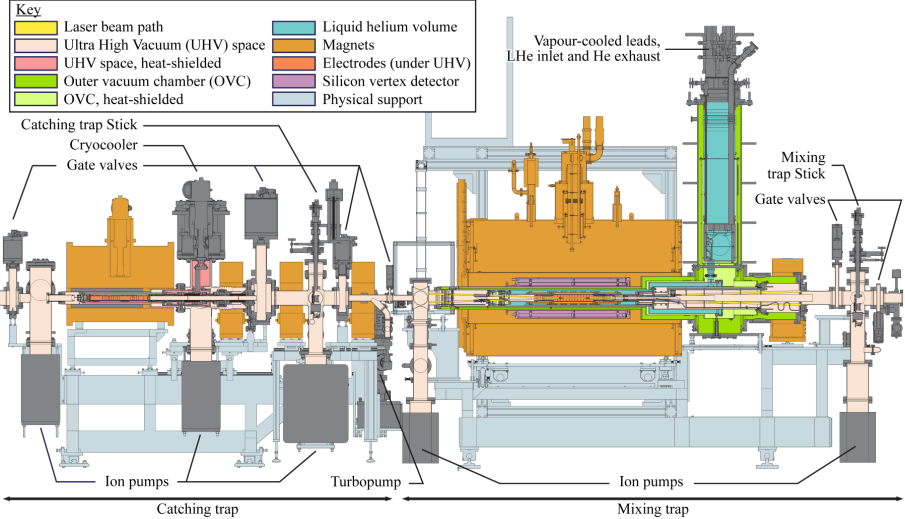 Key
Laser beam path
Ultra High Vacuum (UHV) space
UHV space, heat-shielded
Outer vacuum chamber (OVC)
OVC, heat-shielded
Liquid helium volume
Magnets
Electrodes (under UHV)
Silicon vertex detector
Physical support
Vapour-cooled leads,
LHe inlet and He exhaust
Catching trap Stick
Cryocooler
Gate valves
Mixing
trap Stick
Gate valves
Ion pumps
Turbopump
Ion pumps
Catching trap
Mixing trap